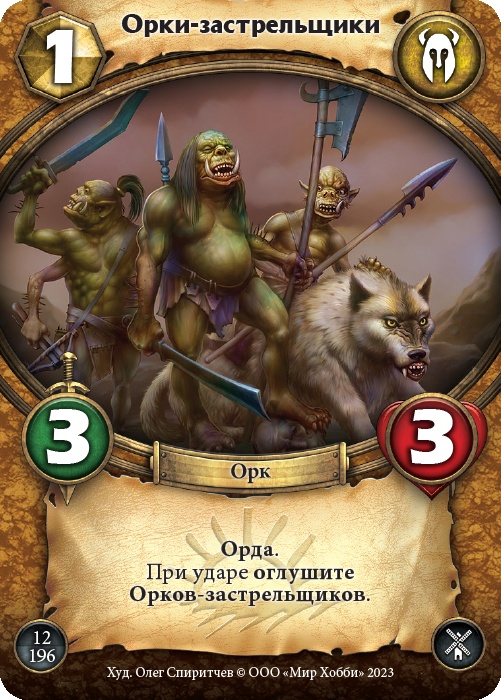 Орки-застрельщики
1
3
3
Орк
Орда.
При ударе оглушите
Орков-застрельщиков.
12
196
Худ. Олег Спиритчев © ООО «Мир Хобби» 2023